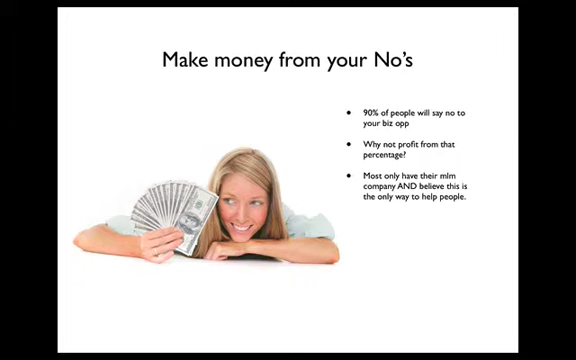 Make money from your No's
• 90% of people will say no to
your biz opp
• Why not profit from that
percentage?
• Most only have their mlm
company AND believe this is
the only way to help people.